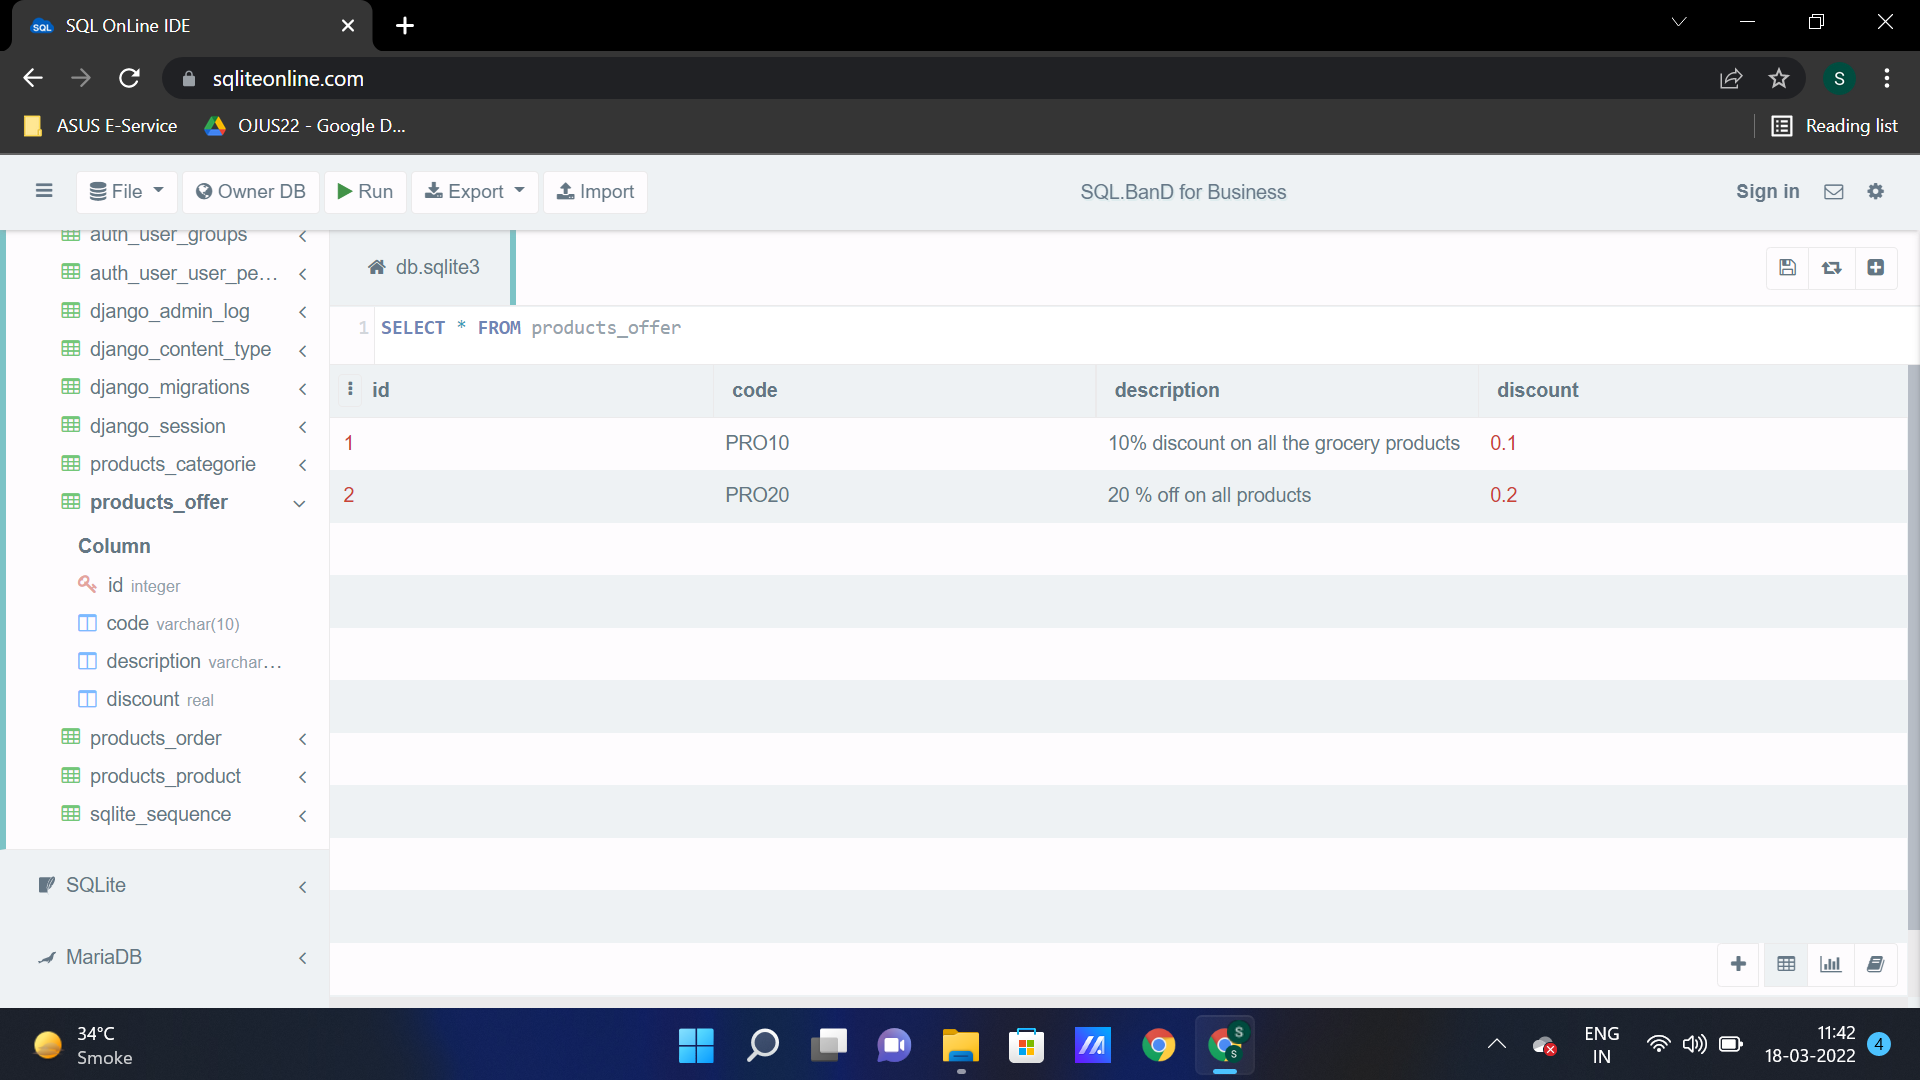 SQL OnLine IDE
sqliteonline.com
S
ASUS E-Service
OJUS22 - Google D...
Reading list
File
Owner DB
Run
Export
Import
SQL.BanD for Business
Sign in
auth_user_groups
auth_user_user_pe...
django_admin_log
django_content_type
django_migrations
django_session
products_categorie
products_offer
Column
id integer
code varchar(10)
description varchar...
discount real
products_order
products_product
sqlite_sequence
SQLite
MariaDB
db.sqlite3
1 SELECT * FROM products_offer
id code description discount
1 PRO10 10% discount on all the grocery products 0.1
2 PRO20 20 % off on all products 0.2
34°C
Smoke
S
S
ENG
IN
11:42
18-03-2022
4